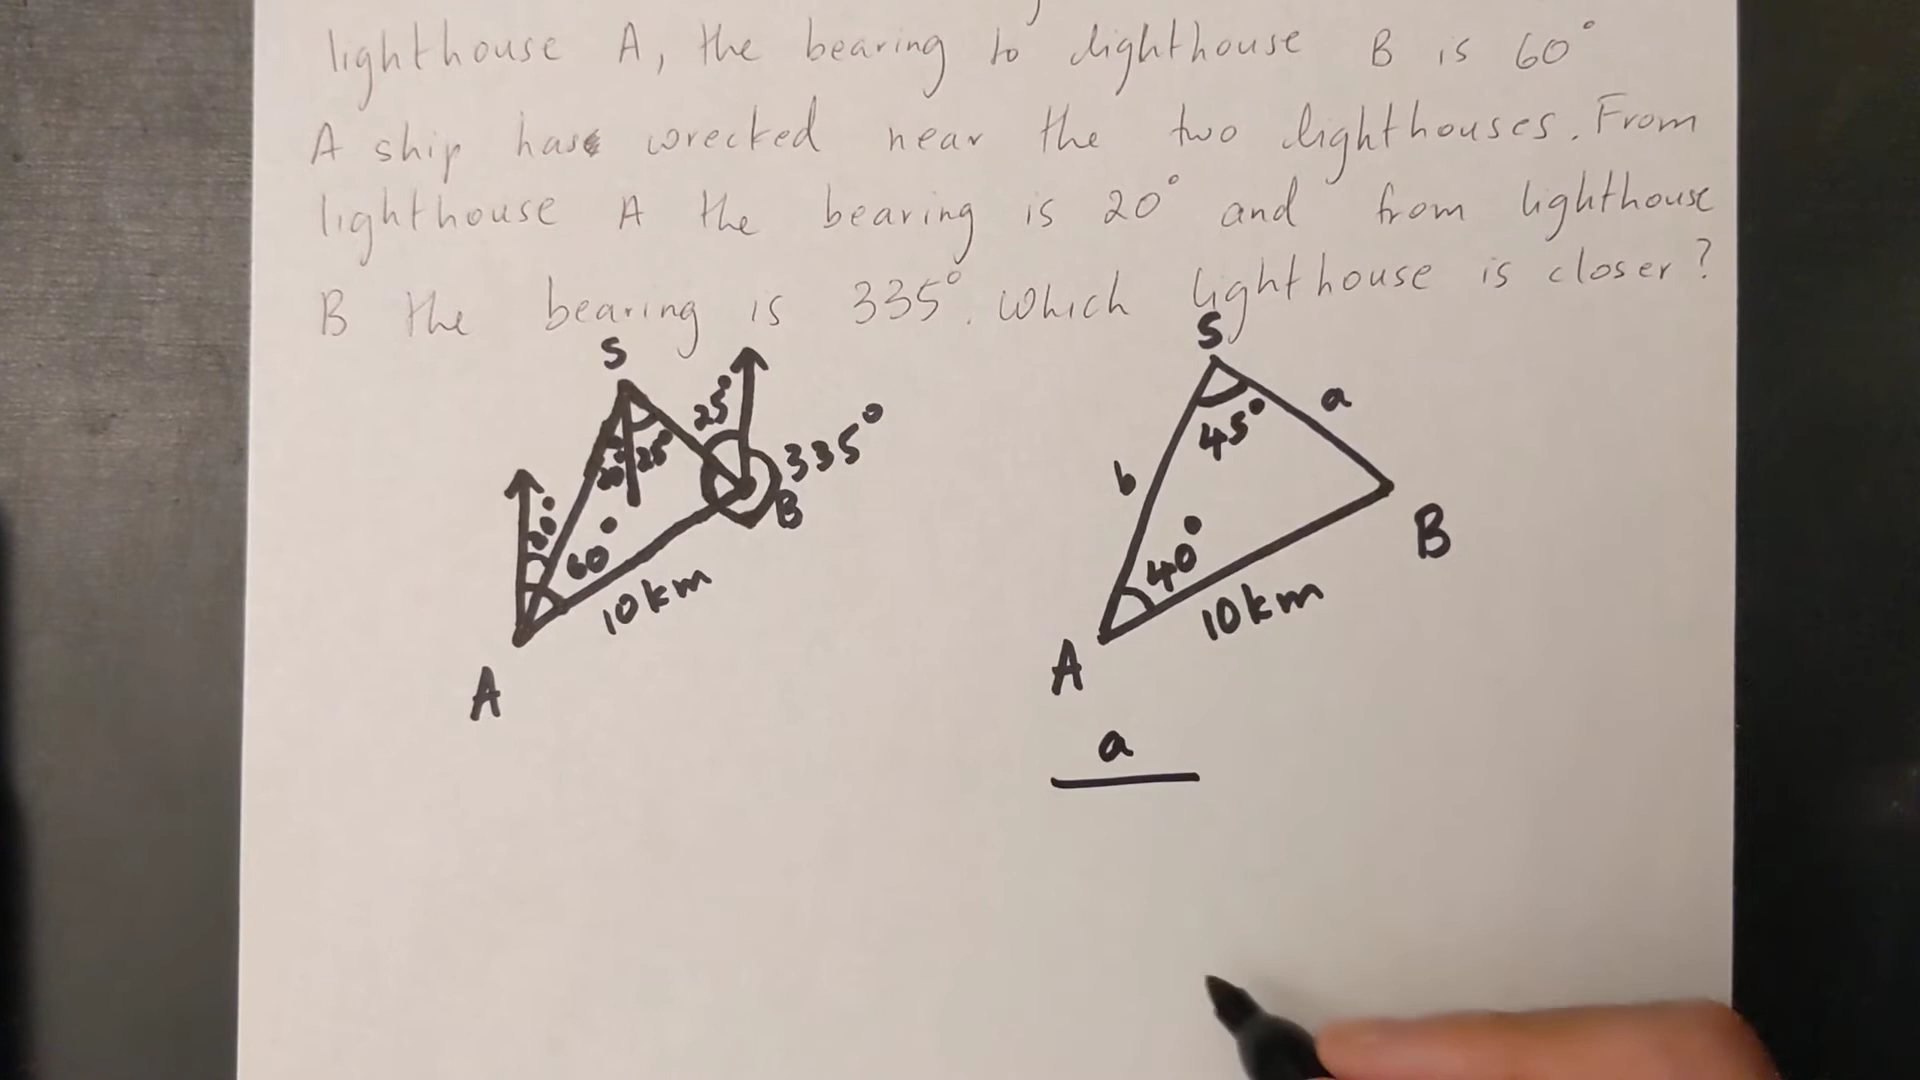 lighthouse A, the bearing to lighthouse B is 60°
A ship has wrecked near the two lighthouses. From
lighthouse A the bearing is 20° and from lighthouse
B the bearing is 335°. Which lighthouse is closer?
S
25°
335°
20° 25°
B
20°
60°
10km
A
S
a
45°
b
B
40°
10km
A
a